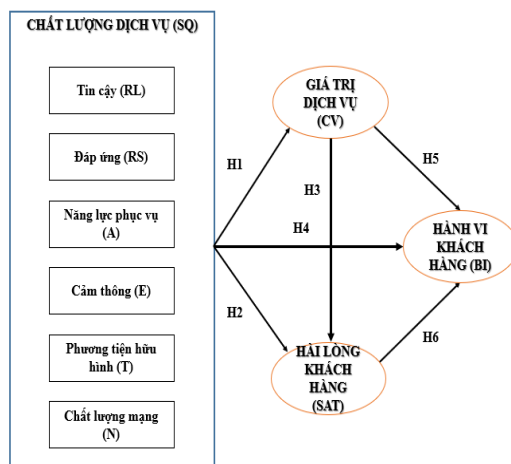 CHẤT LƯỢNG DỊCH VỤ (SQ)
Tin cậy (RL)
Đáp ứng (RS)
Năng lực phục vụ
(A)
Cảm thông (E)
Phương tiện hữu
hình (T)
Chất lượng mạng
(N)
H1
H2
GIÁ TRỊ
DỊCH VỤ
(CV)
H3
H4
H5
HÀNH VI
KHÁCH
HÀNG (BI)
H6
HÀI LÒNG
KHÁCH
HÀNG
(SAT)